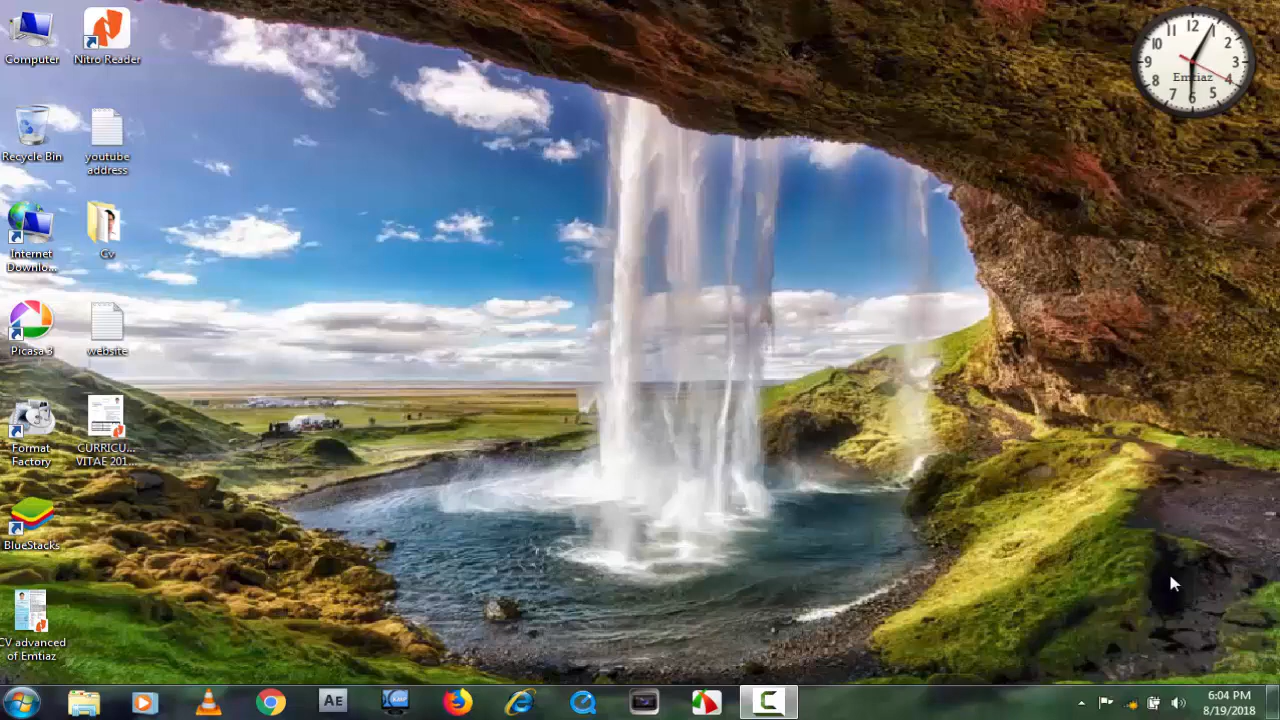 Computer
Nitro Reader
Recycle Bin
youtube
address
Internet
Downlo...
Cv
Picasa 3
website
Format
Factory
CURRICU...
VITAE 201...
BlueStacks
CV advanced
of Emtiaz
12
1
2
3
4
5
6
7
8
9
10
11
Emtiaz
AE
6:04 PM
8/19/2018